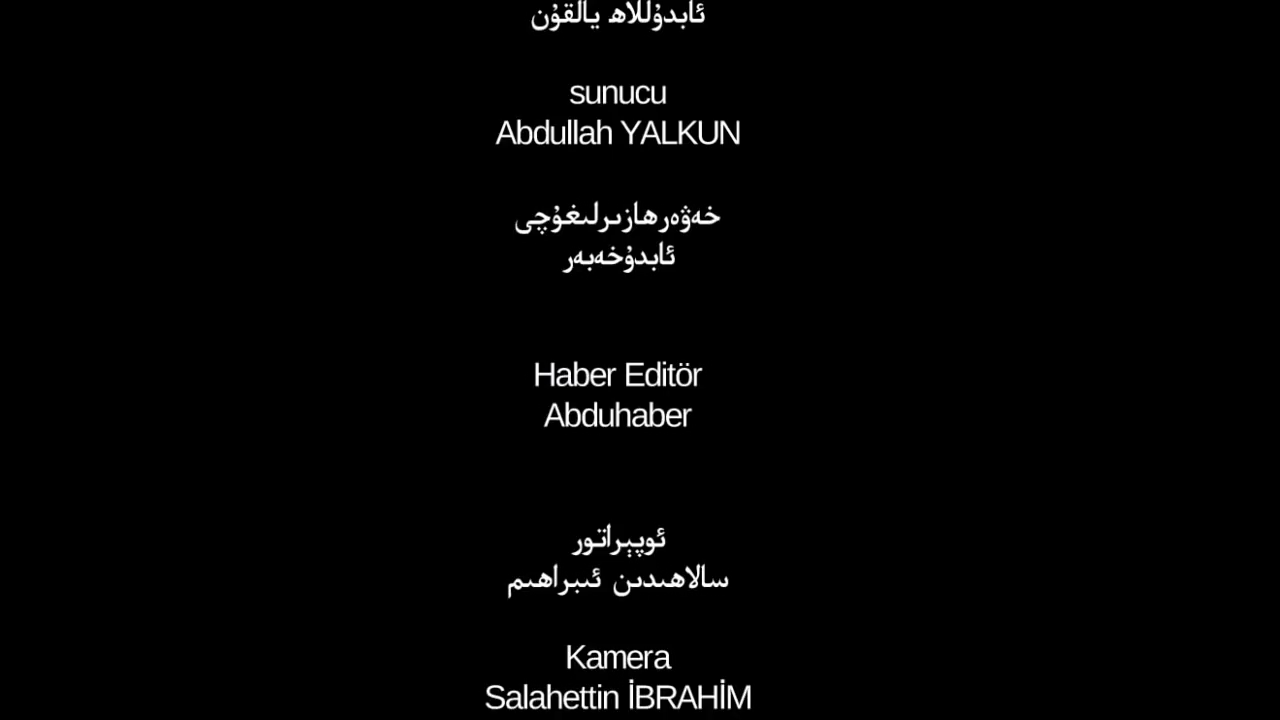 ئابدۇللاھ يالقۇن
sunucu
Abdullah YALKUN
خەۋەرھازىرلىغۇچى
ئابدۇخەبەر
Haber Editör
Abduhaber
ئوپېراتور
سالاھىدىن ئىبراھىم
Kamera
Salahettin İBRAHİM